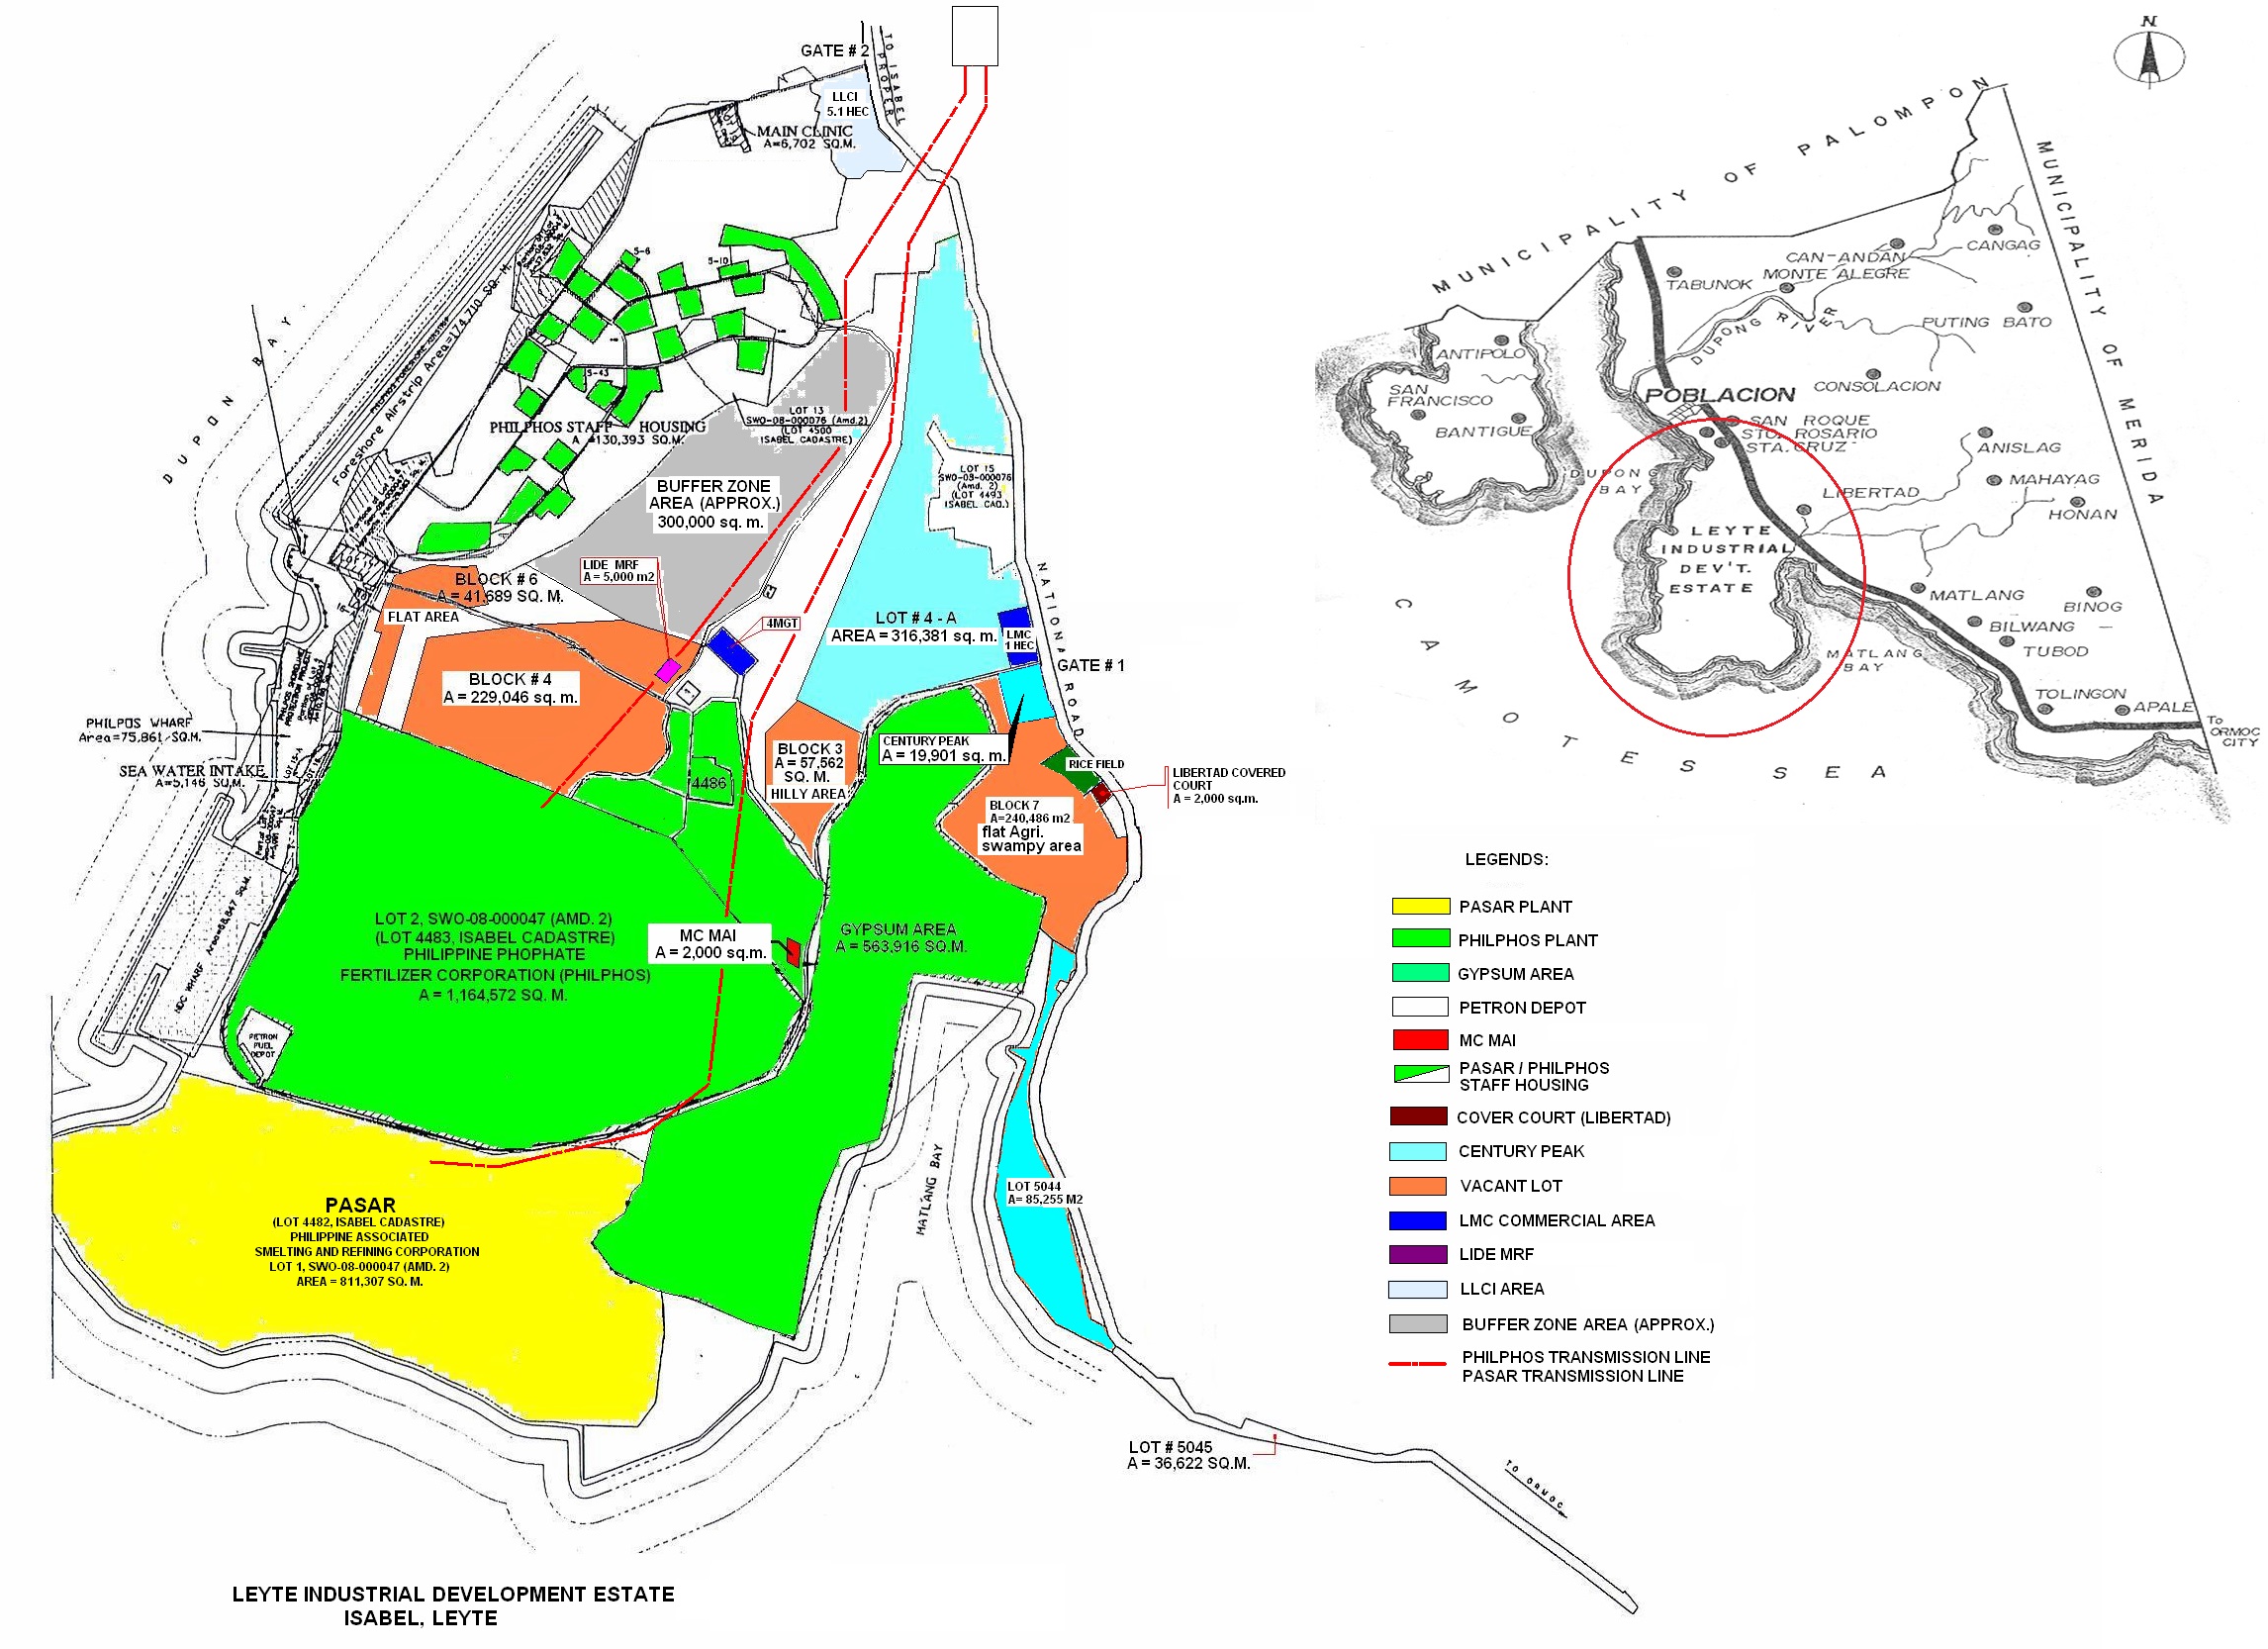 GATE # 2
TO ISABEL
PROPER
LLCI
5.1 HEC
MAIN CLINIC
A=6,702 SQ.M.
S-6
S-10
S-43
DUPON BAY
Foreshore Airstrip Area=174,710 SQ. M.
PHILPHOS STAFF HOUSING
A =130,393 SQ.M.
LOT 13
SWO-08-000076 (Amd.2)
(LOT 4500
ISABEL CADASTRE)
BUFFER ZONE
AREA (APPROX.)
300,000 sq. m.
LOT 15
SWO-03-000076
(Amd. 2)
(LOT 4493
ISABEL CAD.)
LIDE MRF
A = 5,000 m2
BLOCK # 6
A = 41,689 SQ. M.
FLAT AREA
4MGT
LOT # 4 - A
AREA = 316,381 sq. m.
LMC
1 HEC
NATIONAL ROAD
GATE # 1
BLOCK # 4
A = 229,046 sq. m.
PHILPOS WHARF
Area=75,861 SQ.M.
SEA WATER INTAKE
A=5,146 SQ.M.
BLOCK 3
A = 57,562
SQ. M.
HILLY AREA
CENTURY PEAK
A = 19,901 sq. m.
RICE FIELD
LIBERTAD COVERED
COURT
A = 2,000 sq.m.
4486
BLOCK 7
A=240,486 m2
flat Agri.
swampy area
LOT 2, SWO-08-000047 (AMD. 2)
(LOT 4483, ISABEL CADASTRE)
PHILIPPINE PHOPHATE
FERTILIZER CORPORATION (PHILPHOS)
A = 1,164,572 SQ. M.
MC MAI
A = 2,000 sq.m.
GYPSUM AREA
A = 563,916 SQ.M.
NDC WHARF Area=68,847 Sq.M.
PETRON
FUEL
DEPOT
MATLANG BAY
LOT 5044
A= 85,255 M2
PASAR
(LOT 4482, ISABEL CADASTRE)
PHILIPPINE ASSOCIATED
SMELTING AND REFINING CORPORATION
LOT 1, SWO-08-000047 (AMD. 2)
AREA = 811,307 SQ. M.
LOT # 5045
A = 36,622 SQ.M.
TO ORMOC
LEYTE INDUSTRIAL DEVELOPMENT ESTATE
ISABEL, LEYTE
N
MUNICIPALITY OF PALOMPON
MUNICIPALITY OF MERIDA
CANGAG
CAN-ANDAN
MONTE ALEGRE
TABUNOK
DUPONG RIVER
PUTING BATO
ANTIPOLO
SAN
FRANCISCO
BANTIGUE
CONSOLACION
POBLACION
SAN ROQUE
STO. ROSARIO
STA. CRUZ
ANISLAG
DUPONG
BAY
MAHAYAG
LIBERTAD
HONAN
LEYTE
INDUSTRIAL
DEV'T.
ESTATE
MATLANG
BINOG
BILWANG
TUBOD
MATLANG
BAY
TOLINGON
APALE
To
ORMOC
CITY
CAMOTES SEA
LEGENDS:
PASAR PLANT
PHILPHOS PLANT
GYPSUM AREA
PETRON DEPOT
MC MAI
PASAR / PHILPHOS
STAFF HOUSING
COVER COURT (LIBERTAD)
CENTURY PEAK
VACANT LOT
LMC COMMERCIAL AREA
LIDE MRF
LLCI AREA
BUFFER ZONE AREA (APPROX.)
PHILPHOS TRANSMISSION LINE
PASAR TRANSMISSION LINE